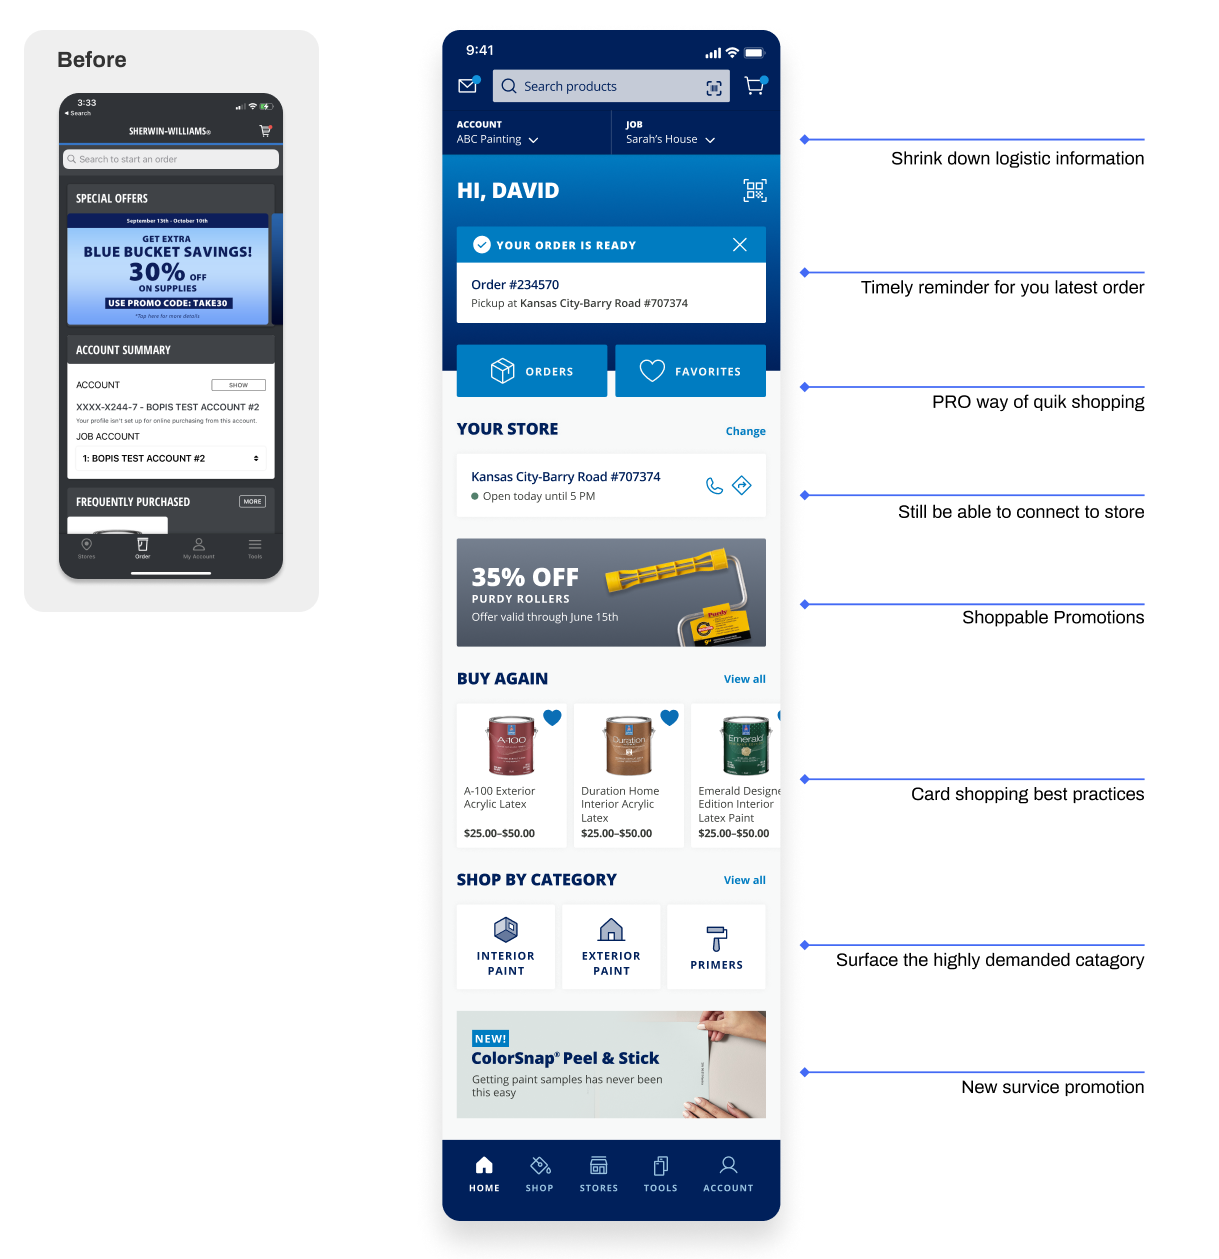 Before
3:33
Search
SHERWIN-WILLIAMS®
Search to start an order
SPECIAL OFFERS
September 13th - October 10th
GET EXTRA
BLUE BUCKET SAVINGS!
30% OFF
ON SUPPLIES
USE PROMO CODE: TAKE30
*Tap here for more details
ACCOUNT SUMMARY
ACCOUNT
SHOW
XXXX-X244-7 - BOPIS TEST ACCOUNT #2
Your profile isn't set up for online purchasing from this account.
JOB ACCOUNT
1: BOPIS TEST ACCOUNT #2
FREQUENTLY PURCHASED
MORE
Stores
Order
My Account
Tools
9:41
Search products
ACCOUNT
ABC Painting
JOB
Sarah's House
HI, DAVID
YOUR ORDER IS READY
Order #234570
Pickup at Kansas City-Barry Road #707374
ORDERS
FAVORITES
YOUR STORE
Change
Kansas City-Barry Road #707374
Open today until 5 PM
35% OFF
PURDY ROLLERS
Offer valid through June 15th
Purdy
BUY AGAIN
View all
A-100
Duration
Emerald
A-100 Exterior
Acrylic Latex
$25.00–$50.00
Duration Home
Interior Acrylic
Latex
$25.00–$50.00
Emerald Designe
Edition Interior
Latex Paint
$25.00–$50.00
SHOP BY CATEGORY
View all
INTERIOR
PAINT
EXTERIOR
PAINT
PRIMERS
NEW!
ColorSnap® Peel & Stick
Getting paint samples has never been
this easy
HOME
SHOP
STORES
TOOLS
ACCOUNT
Shrink down logistic information
Timely reminder for you latest order
PRO way of quik shopping
Still be able to connect to store
Shoppable Promotions
Card shopping best practices
Surface the highly demanded catagory
New survice promotion